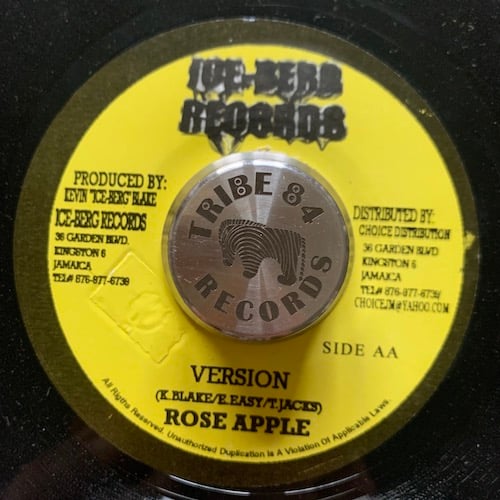 ICE-BERG
RECORDS
PRODUCED BY:
KEVIN "ICE-BERG" BLAKE
ICE-BERG RECORDS
36 GARDEN BLVD.
KINGSTON 6
JAMAICA
TEL# 876-977-6739
TRIBE 84
RECORDS
DISTRIBUTED BY:
CHOICE DISTRIBUTION
36 GARDEN BLVD
KINGSTON 6
JAMAICA
TEL# 876-977-6739
CHOICEJM@YAHOO.COM
SIDE AA
VERSION
(K.BLAKE/E.EASY/T.JACKS)
ROSE APPLE
All Rigths Reserved. Unauthorized Duplication Is A Violation Of Applicable Laws.